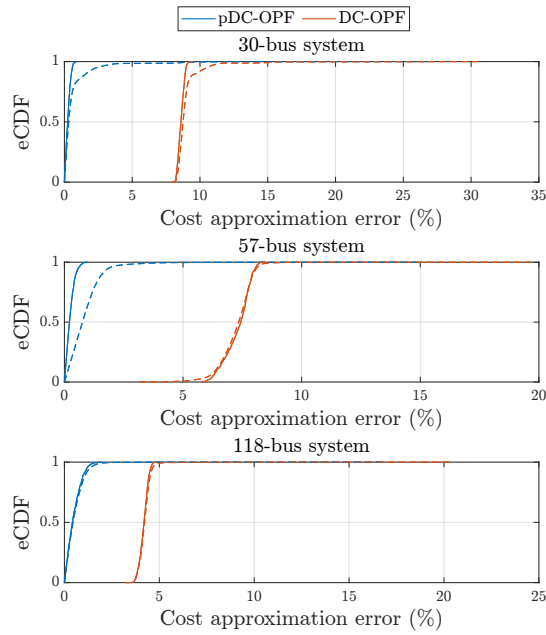 pDC-OPF DC-OPF
30-bus system
1
0.5
0
eCDF
0 5 10 15 20 25 30 35
Cost approximation error (%)
57-bus system
1
0.5
0
eCDF
0 5 10 15 20
Cost approximation error (%)
118-bus system
1
0.5
0
eCDF
0 5 10 15 20 25
Cost approximation error (%)